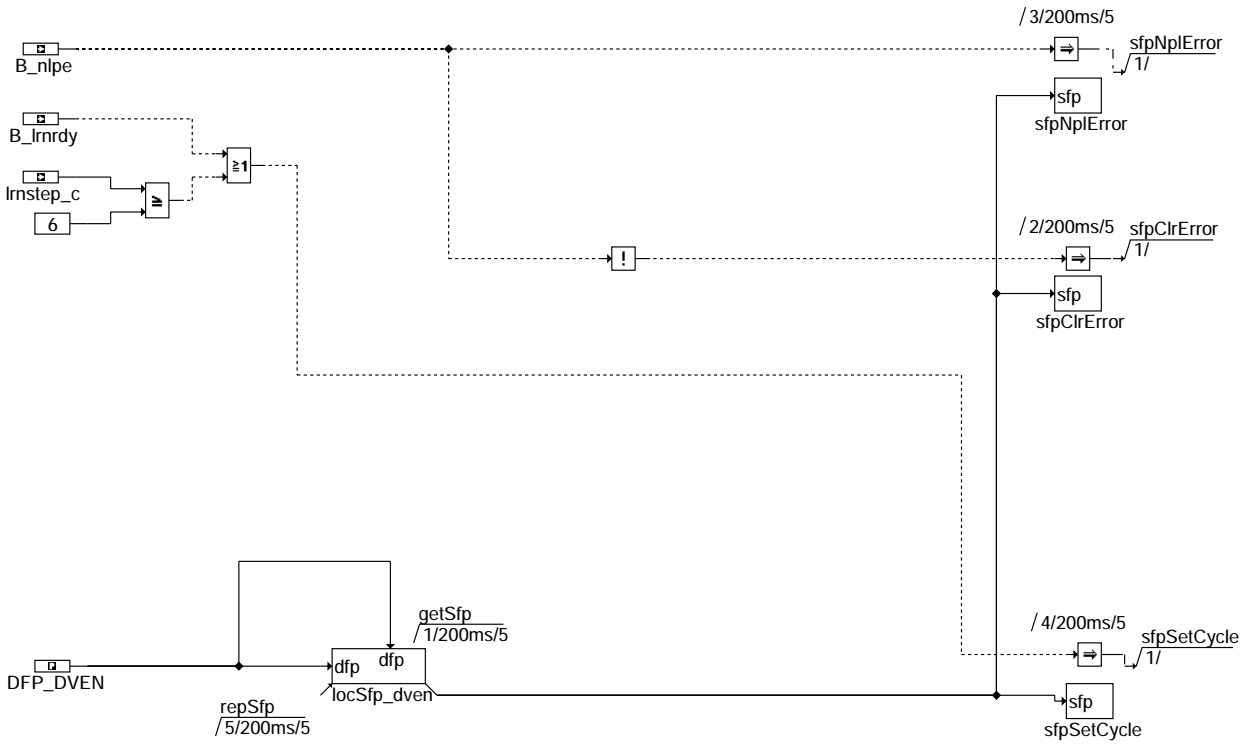 /3/200ms/5
sfpNplError
1/
B_nlpe
sfp
sfpNplError
B_lrnrdy
≥1
lrnstep_c
≥
6
/2/200ms/5
sfpClrError
1/
!
⇒
⇒
sfp
sfpClrError
getSfp
/1/200ms/5
/4/200ms/5
sfpSetCycle
1/
⇒
dfp
dfp
DFP_DVEN
locSfp_dven
repSfp
/5/200ms/5
sfp
sfpSetCycle